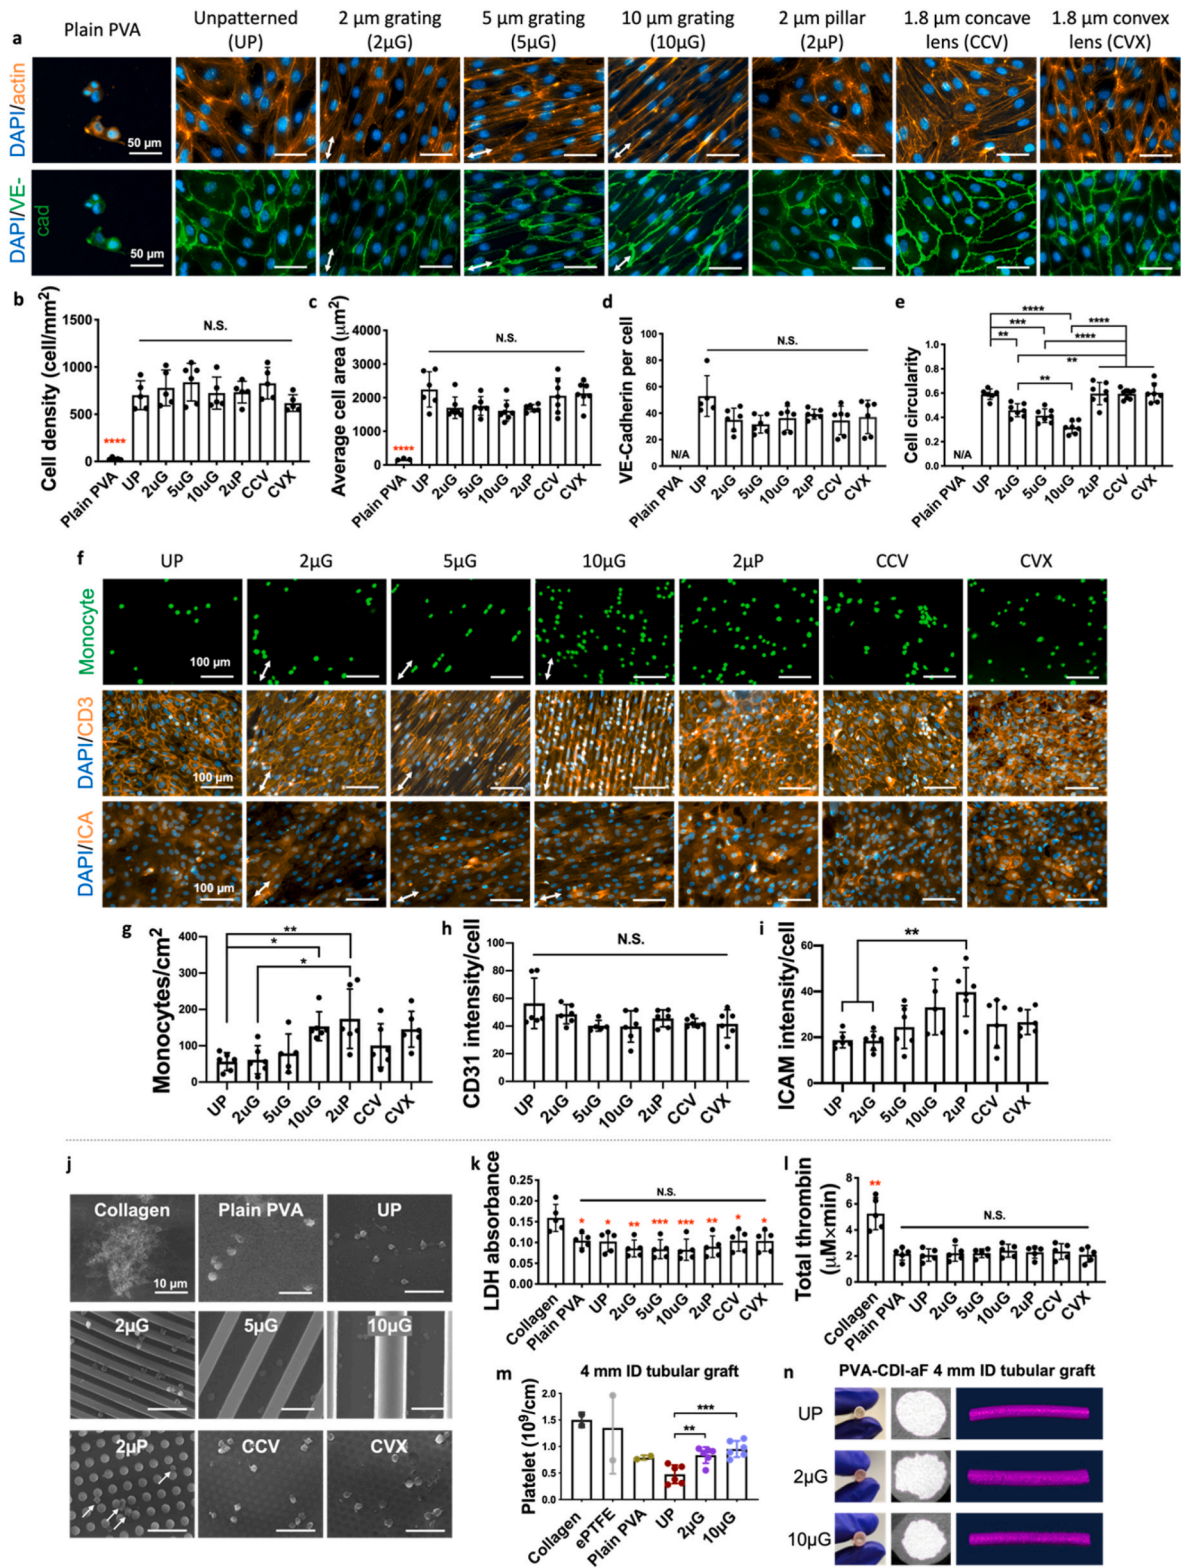 a
Plain PVA
Unpatterned
(UP)
2 µm grating
(2µG)
5 µm grating
(5µG)
10 µm grating
(10µG)
2 µm pillar
(2µP)
1.8 µm concave
lens (CCV)
1.8 µm convex
lens (CVX)
DAPI/actin
50 µm
DAPI/VE-
cad
50 µm
b
Cell density (cell/mm²)
1500
1000
500
0
N.S.
****
Plain PVA
UP
2uG
5uG
10uG
2uP
CCV
CVX
c
Average cell area (µm²)
4000
3000
2000
1000
0
N.S.
****
Plain PVA
UP
2uG
5uG
10uG
2uP
CCV
CVX
d
VE-Cadherin per cell
100
80
60
40
20
0
N.S.
N/A
Plain PVA
UP
2uG
5uG
10uG
2uP
CCV
CVX
e
Cell circularity
1.0
0.8
0.6
0.4
0.2
0.0
****
***
**
****
****
**
**
N/A
Plain PVA
UP
2uG
5uG
10uG
2uP
CCV
CVX
f
UP
2µG
5µG
10µG
2µP
CCV
CVX
Monocyte
100 µm
DAPI/CD3
100 µm
DAPI/ICA
100 µm
g
Monocytes/cm²
400
300
200
100
0
**
*
*
UP
2uG
5uG
10uG
2uP
CCV
CVX
h
CD31 intensity/cell
100
80
60
40
20
0
N.S.
UP
2uG
5uG
10uG
2uP
CCV
CVX
i
ICAM intensity/cell
60
40
20
0
**
UP
2uG
5uG
10uG
2uP
CCV
CVX
j
Collagen
10 µm
Plain PVA
UP
2µG
5µG
10µG
2µP
CCV
CVX
k
LDH absorbance
0.25
0.20
0.15
0.10
0.05
0.00
N.S.
*
*
**
***
***
**
*
*
Collagen
Plain PVA
UP
2uG
5uG
10uG
2uP
CCV
CVX
l
Total thrombin
(µM×min)
8
6
4
2
0
**
N.S.
Collagen
Plain PVA
UP
2uG
5uG
10uG
2uP
CCV
CVX
m
4 mm ID tubular graft
Platelet (10⁹/cm)
2.0
1.5
1.0
0.5
0.0
***
**
Collagen
ePTFE
Plain PVA
UP
2µG
10µG
n
PVA-CDI-aF 4 mm ID tubular graft
UP
2µG
10µG